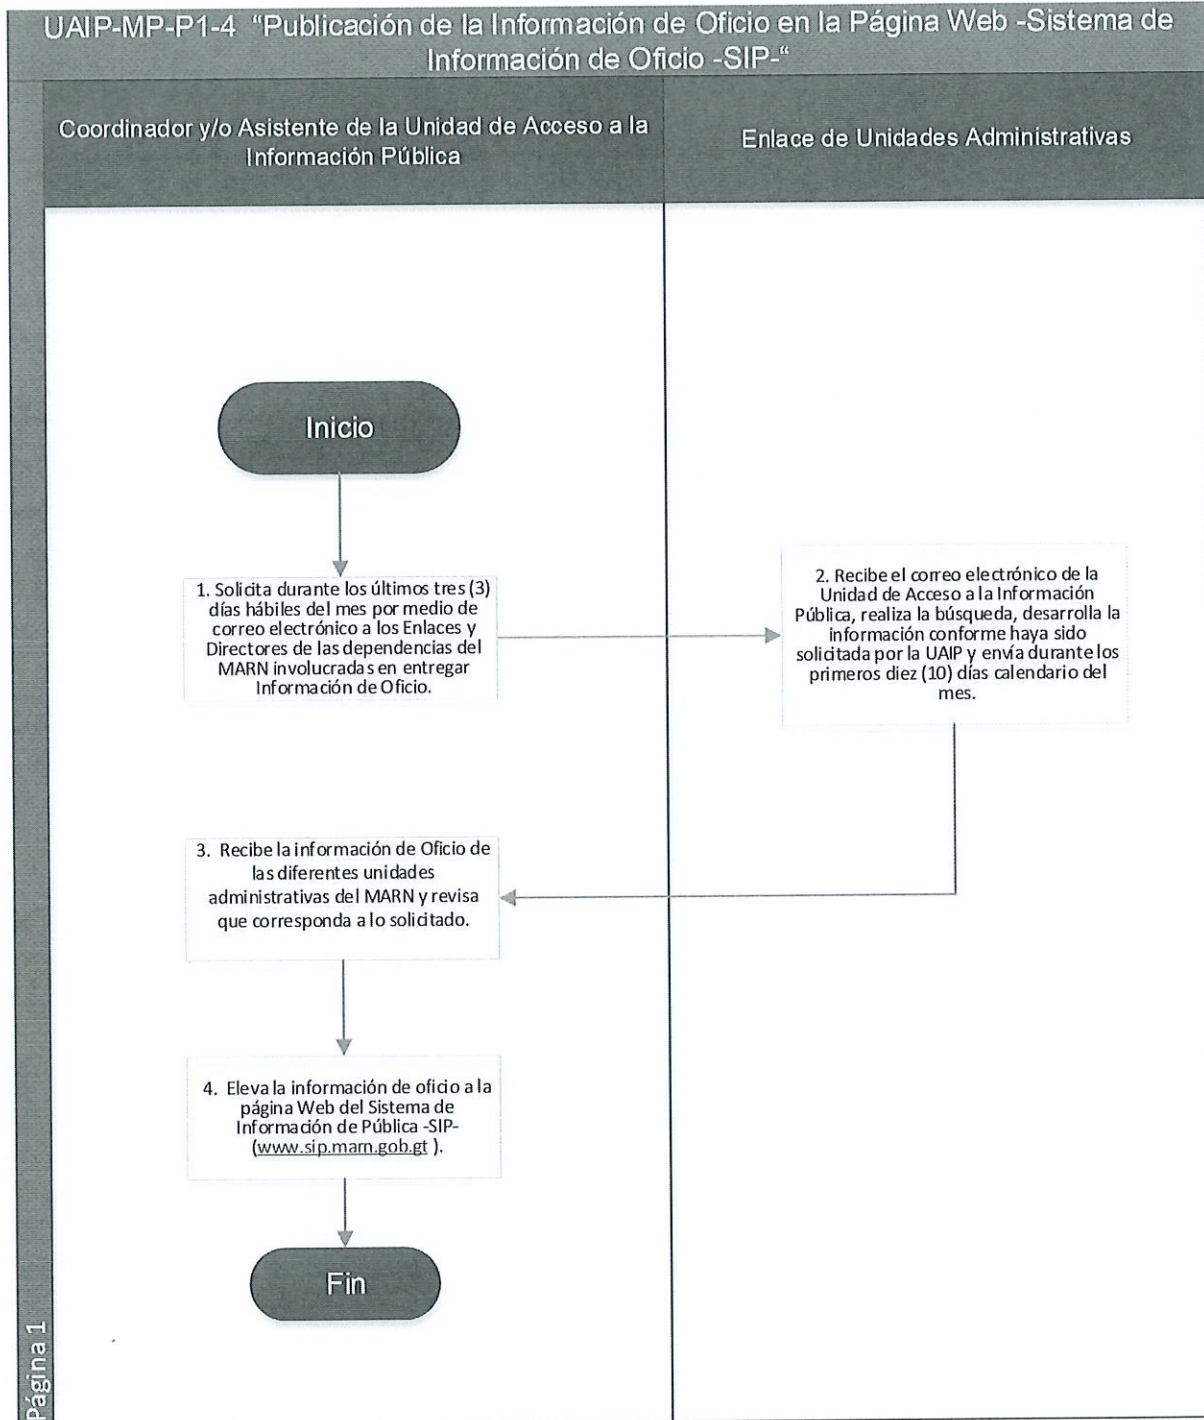 UAIP-MP-P1-4 “Publicación de la Información de Oficio en la Página Web -Sistema de
Información de Oficio -SIP-“
Coordinador y/o Asistente de la Unidad de Acceso a la
Información Pública
Enlace de Unidades Administrativas
Inicio
1. Solicita durante los últimos tres (3)
días hábiles del mes por medio de
correo electrónico a los Enlaces y
Directores de las dependencias del
MARN involucradas en entregar
Información de Oficio.
2. Recibe el correo electrónico de la
Unidad de Acceso a la Información
Pública, realiza la búsqueda, desarrolla la
información conforme haya sido
solicitada por la UAIP y envía durante los
primeros diez (10) días calendario del
mes.
3. Recibe la información de Oficio de
las diferentes unidades
administrativas del MARN y revisa
que corresponda a lo solicitado.
4. Eleva la información de oficio a la
página Web del Sistema de
Información de Pública -SIP-
(www.sip.marn.gob.gt ).
Fin
Página 1